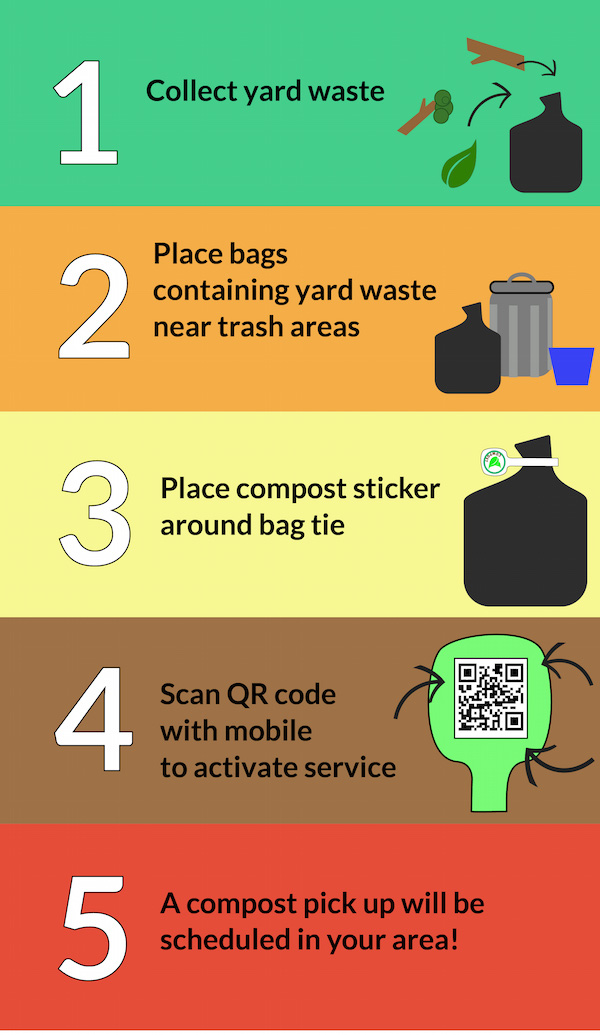 1
Collect yard waste
2
Place bags
containing yard waste
near trash areas
3
Place compost sticker
around bag tie
4
Scan QR code
with mobile
to activate service
5
A compost pick up will be
scheduled in your area!